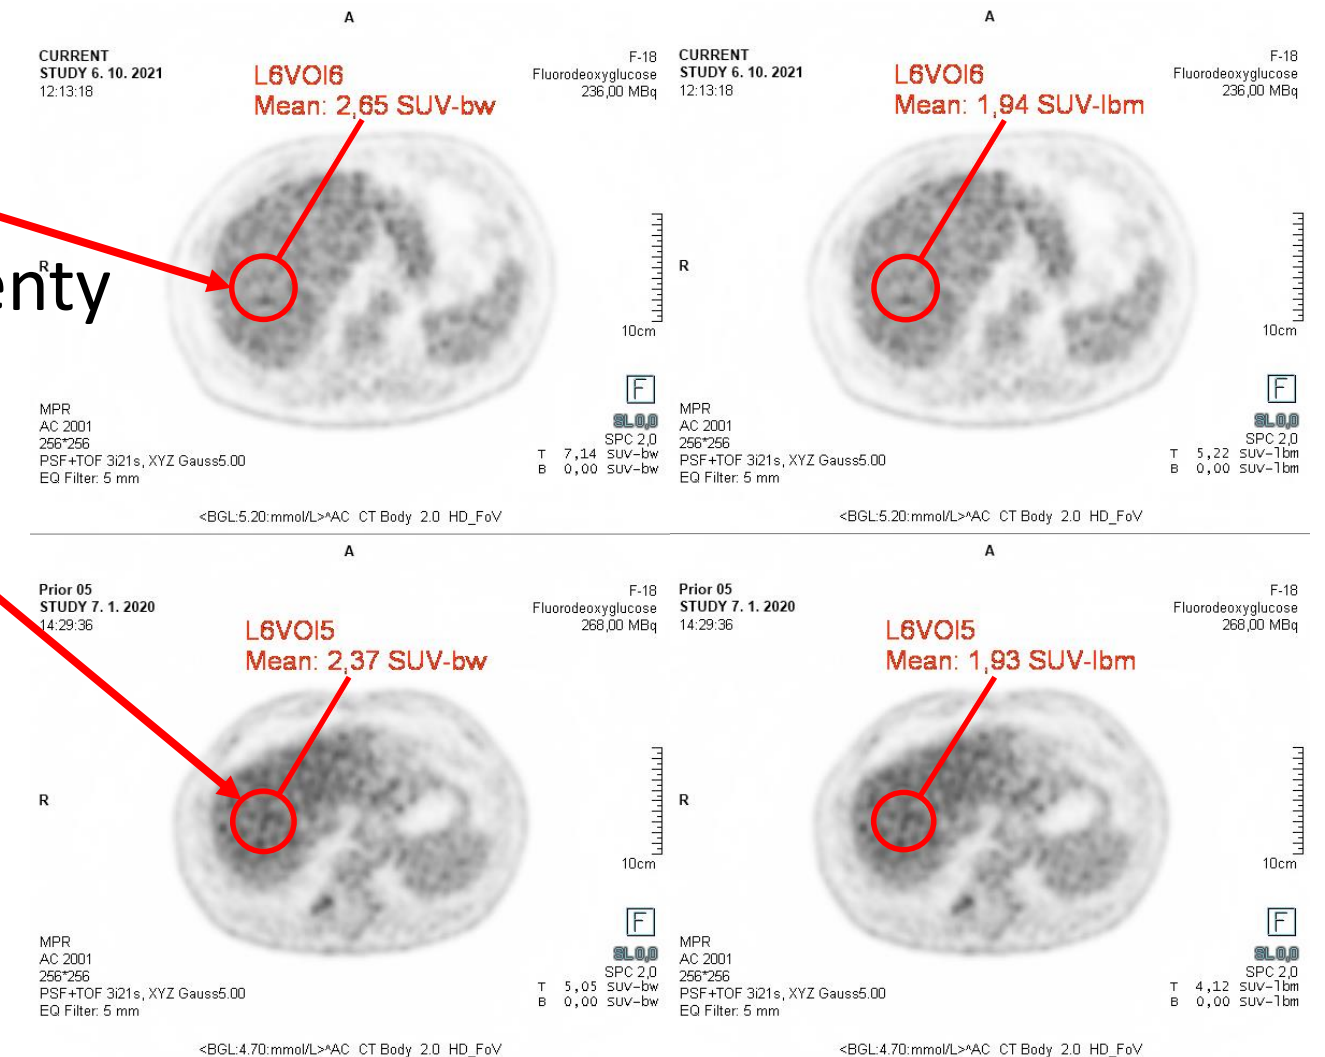 A
CURRENT
STUDY 6. 10. 2021
12:13:18
L6VOI6
Mean: 2,65 SUV-bw
F-18
Fluorodeoxyglucose
236,00 MBq
R
10cm
F
MPR
AC 2001
256*256
PSF+TOF 3i21s, XYZ Gauss5.00
EQ Filter: 5 mm
SL 0,0
SPC 2,0
T 7,14 SUV-bw
B 0,00 SUV-bw
<BGL:5.20:mmol/L>^AC CT Body 2.0 HD_FoV
A
CURRENT
STUDY 6. 10. 2021
12:13:18
L6VOI6
Mean: 1,94 SUV-lbm
F-18
Fluorodeoxyglucose
236,00 MBq
R
10cm
F
MPR
AC 2001
256*256
PSF+TOF 3i21s, XYZ Gauss5.00
EQ Filter: 5 mm
SL 0,0
SPC 2,0
T 5,22 SUV-lbm
B 0,00 SUV-lbm
<BGL:5.20:mmol/L>^AC CT Body 2.0 HD_FoV
enty
A
Prior 05
STUDY 7. 1. 2020
14:29:36
L6VOI5
Mean: 2,37 SUV-bw
F-18
Fluorodeoxyglucose
268,00 MBq
R
10cm
F
MPR
AC 2001
256*256
PSF+TOF 3i21s, XYZ Gauss5.00
EQ Filter: 5 mm
SL 0,0
SPC 2,0
T 5,05 SUV-bw
B 0,00 SUV-bw
<BGL:4.70:mmol/L>^AC CT Body 2.0 HD_FoV
A
Prior 05
STUDY 7. 1. 2020
14:29:36
L6VOI5
Mean: 1,93 SUV-lbm
F-18
Fluorodeoxyglucose
268,00 MBq
R
10cm
F
MPR
AC 2001
256*256
PSF+TOF 3i21s, XYZ Gauss5.00
EQ Filter: 5 mm
SL 0,0
SPC 2,0
T 4,12 SUV-lbm
B 0,00 SUV-lbm
<BGL:4.70:mmol/L>^AC CT Body 2.0 HD_FoV